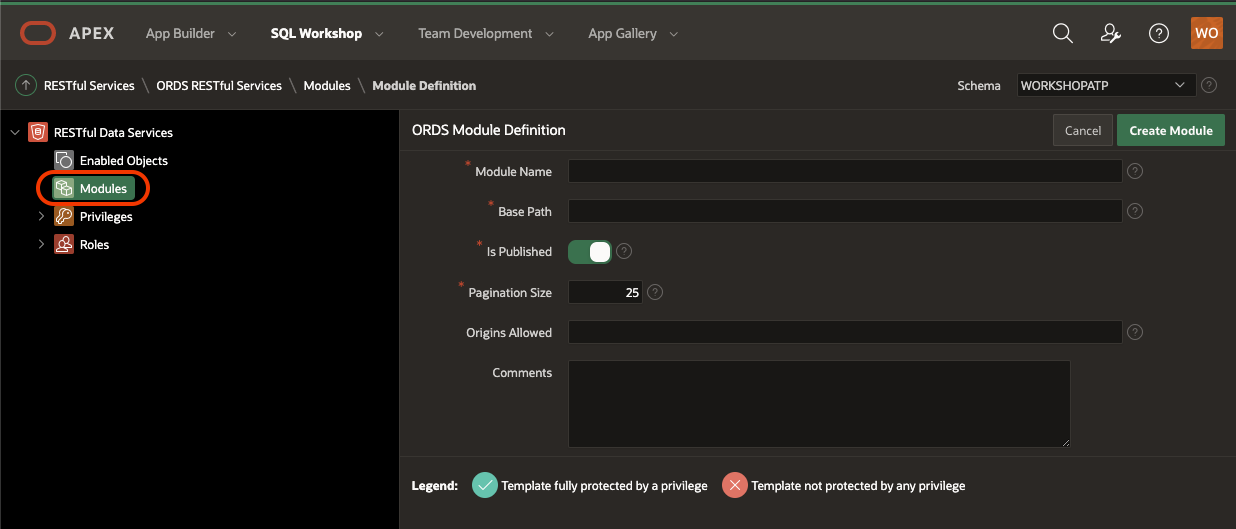 APEX App Builder SQL Workshop Team Development App Gallery ? WO
RESTful Services \ ORDS RESTful Services \ Modules \ Module Definition Schema WORKSHOPATP ?
RESTful Data Services
Enabled Objects
Modules
Privileges
Roles
ORDS Module Definition Cancel Create Module
* Module Name ?
* Base Path ?
* Is Published ?
* Pagination Size 25 ?
Origins Allowed ?
Comments
Legend: Template fully protected by a privilege Template not protected by any privilege